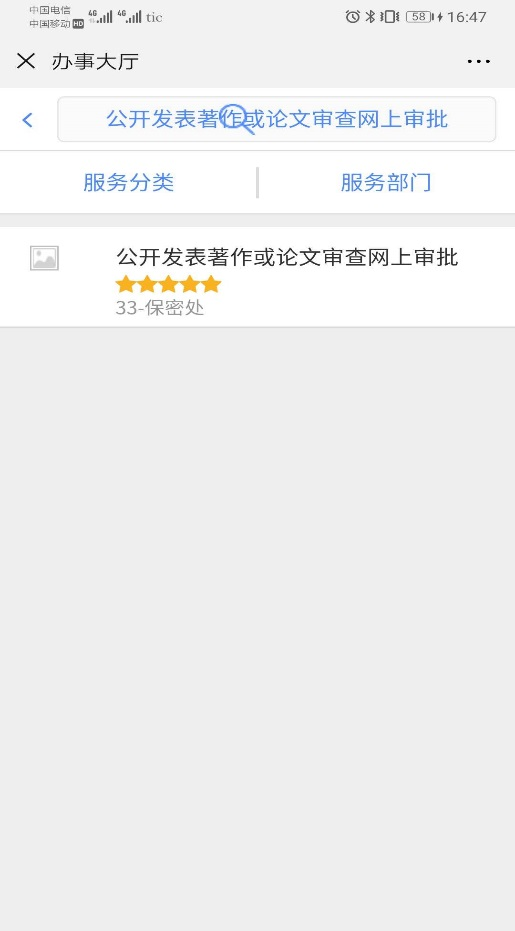 中国电信
中国移动HD
4G 4G tic
58 16:47
办事大厅
公开发表著作或论文审查网上审批
服务分类
服务部门
公开发表著作或论文审查网上审批
33-保密处